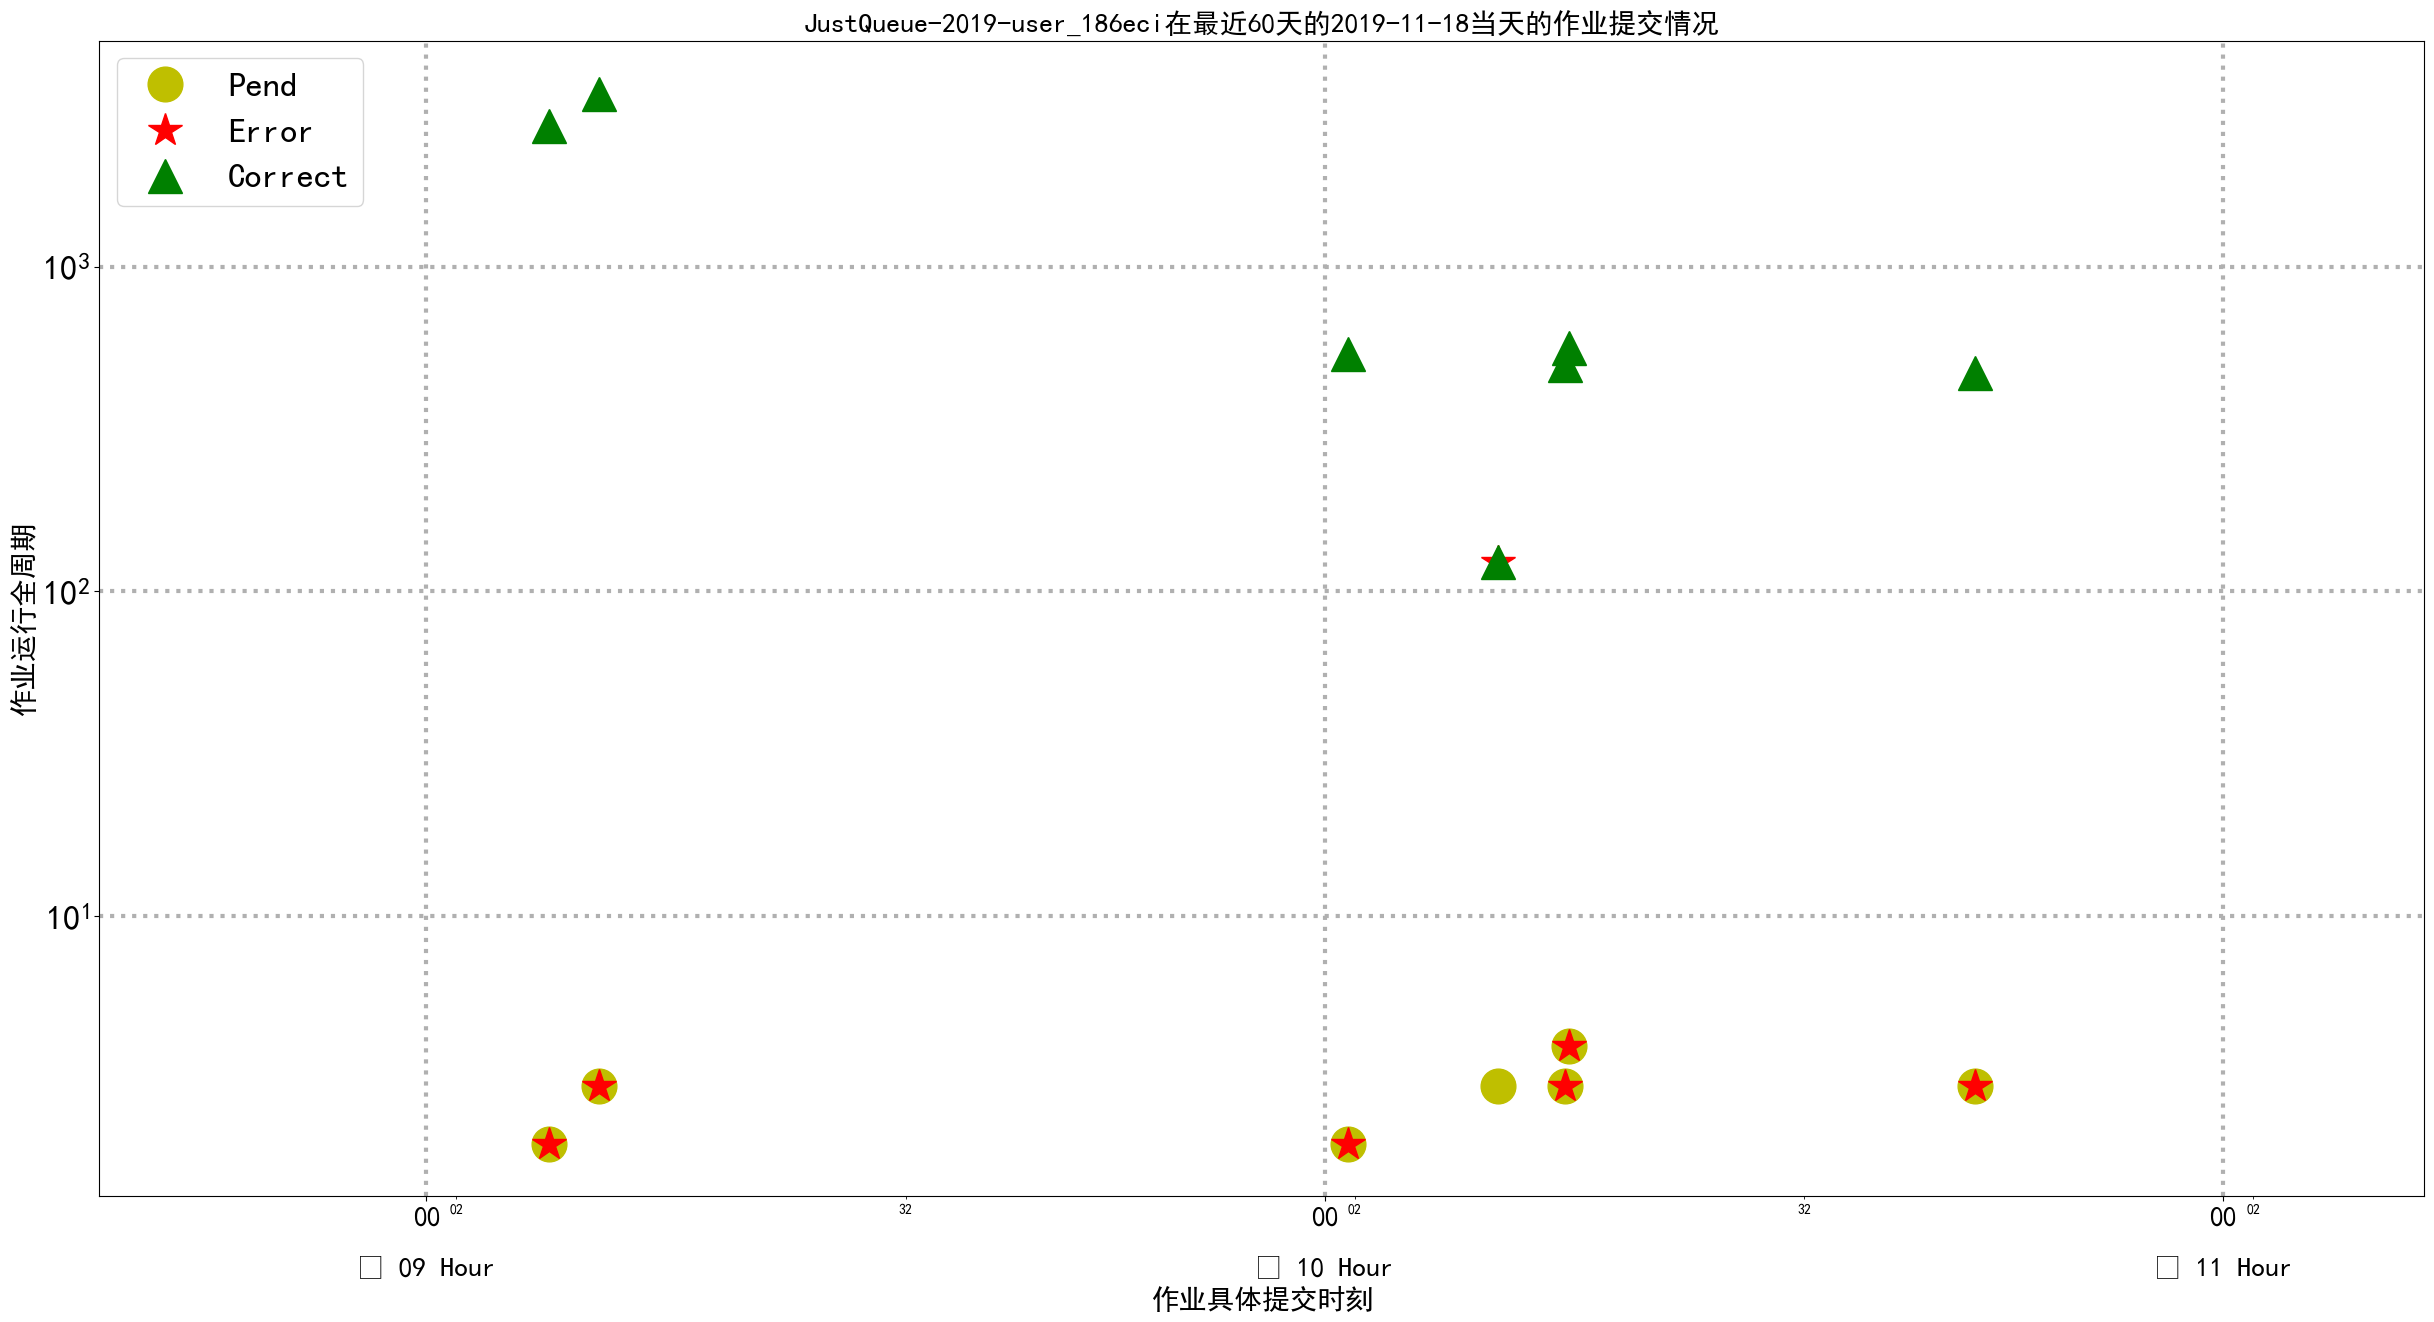 JustQueue-2019-user_186eci在最近60天的2019-11-18当天的作业提交情况
Pend
Error
Correct
10³
10²
10¹
作业运行全周期
00 02 32 00 02 32 00 02
□ 09 Hour □ 10 Hour □ 11 Hour
作业具体提交时刻